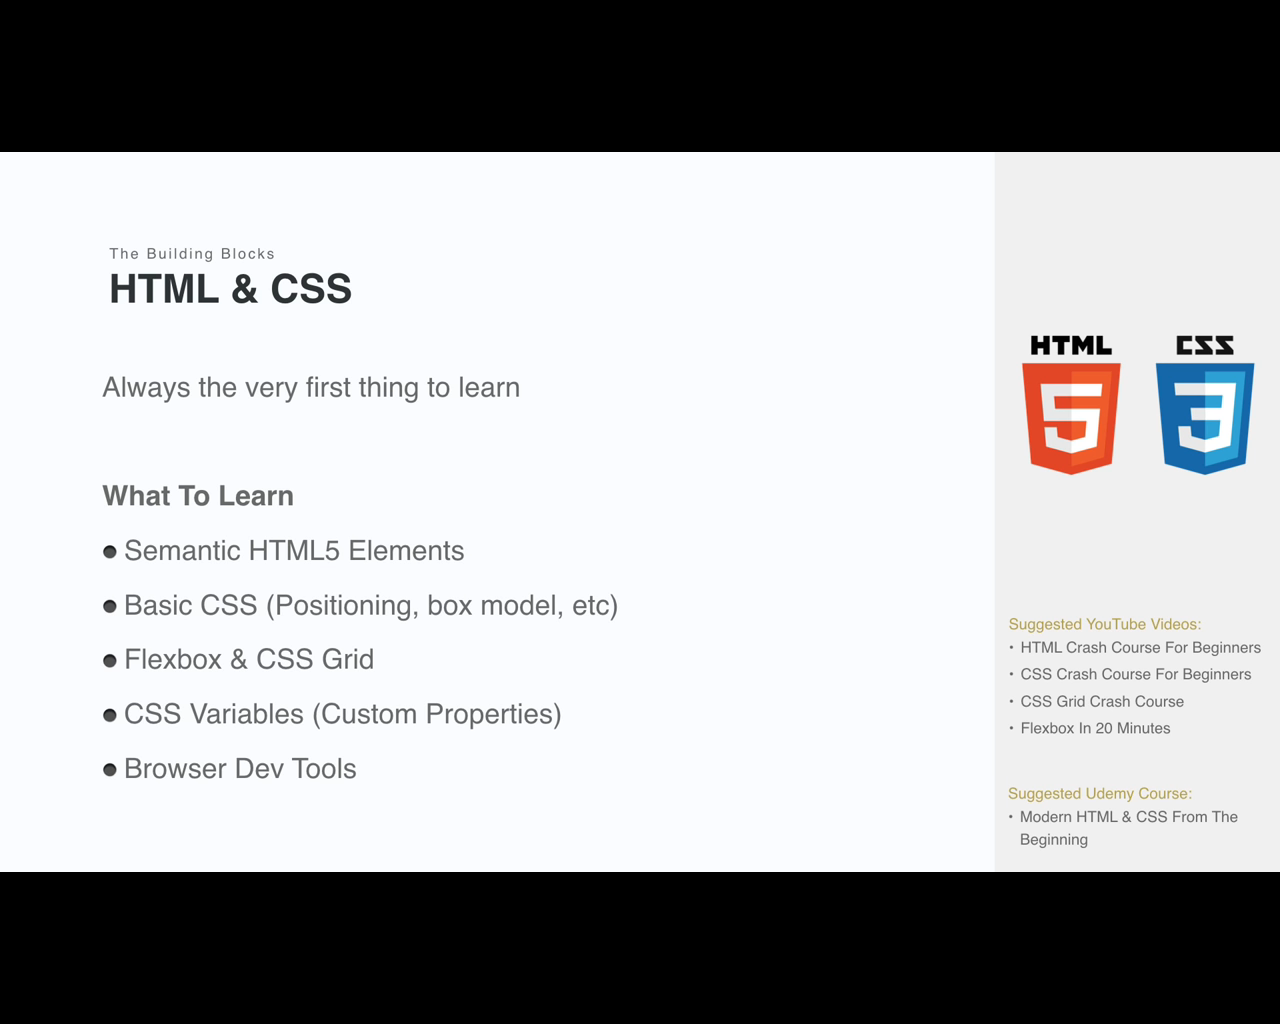 The Building Blocks
HTML & CSS
Always the very first thing to learn
What To Learn
● Semantic HTML5 Elements
● Basic CSS (Positioning, box model, etc)
● Flexbox & CSS Grid
● CSS Variables (Custom Properties)
● Browser Dev Tools
HTML
5
CSS
3
Suggested YouTube Videos:
• HTML Crash Course For Beginners
• CSS Crash Course For Beginners
• CSS Grid Crash Course
• Flexbox In 20 Minutes
Suggested Udemy Course:
• Modern HTML & CSS From The
Beginning